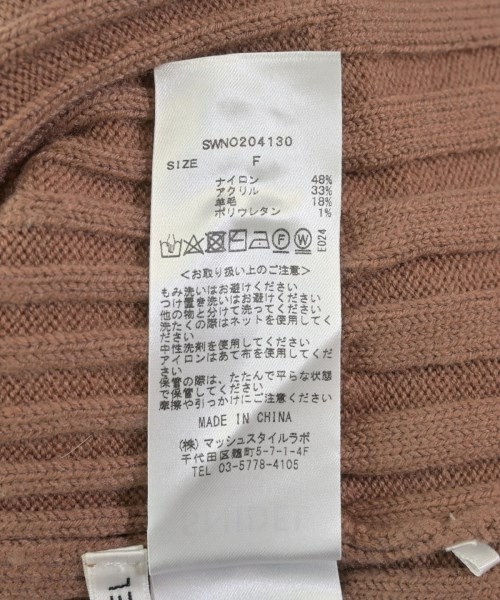 SWNO204130
SIZE F
ナイロン 48%
アクリル 33%
羊毛 18%
ポリウレタン 1%
F W E024
<お取り扱い上のご注意>
もみ洗いはお避けください
つけ置き洗いはお避けください
他の物と分けて洗ってください
洗たくの際はネットを使用してく
ださい
中性洗剤を使用してください
アイロンはあて布を使用してくだ
さい
保管の際は、たたんで平らな状態
で保管してください
摩擦や引っかけにご注意ください
MADE IN CHINA
(株)マッシュスタイルラボ
千代田区麹町5-7-1-4F
TEL 03-5778-4105
EL